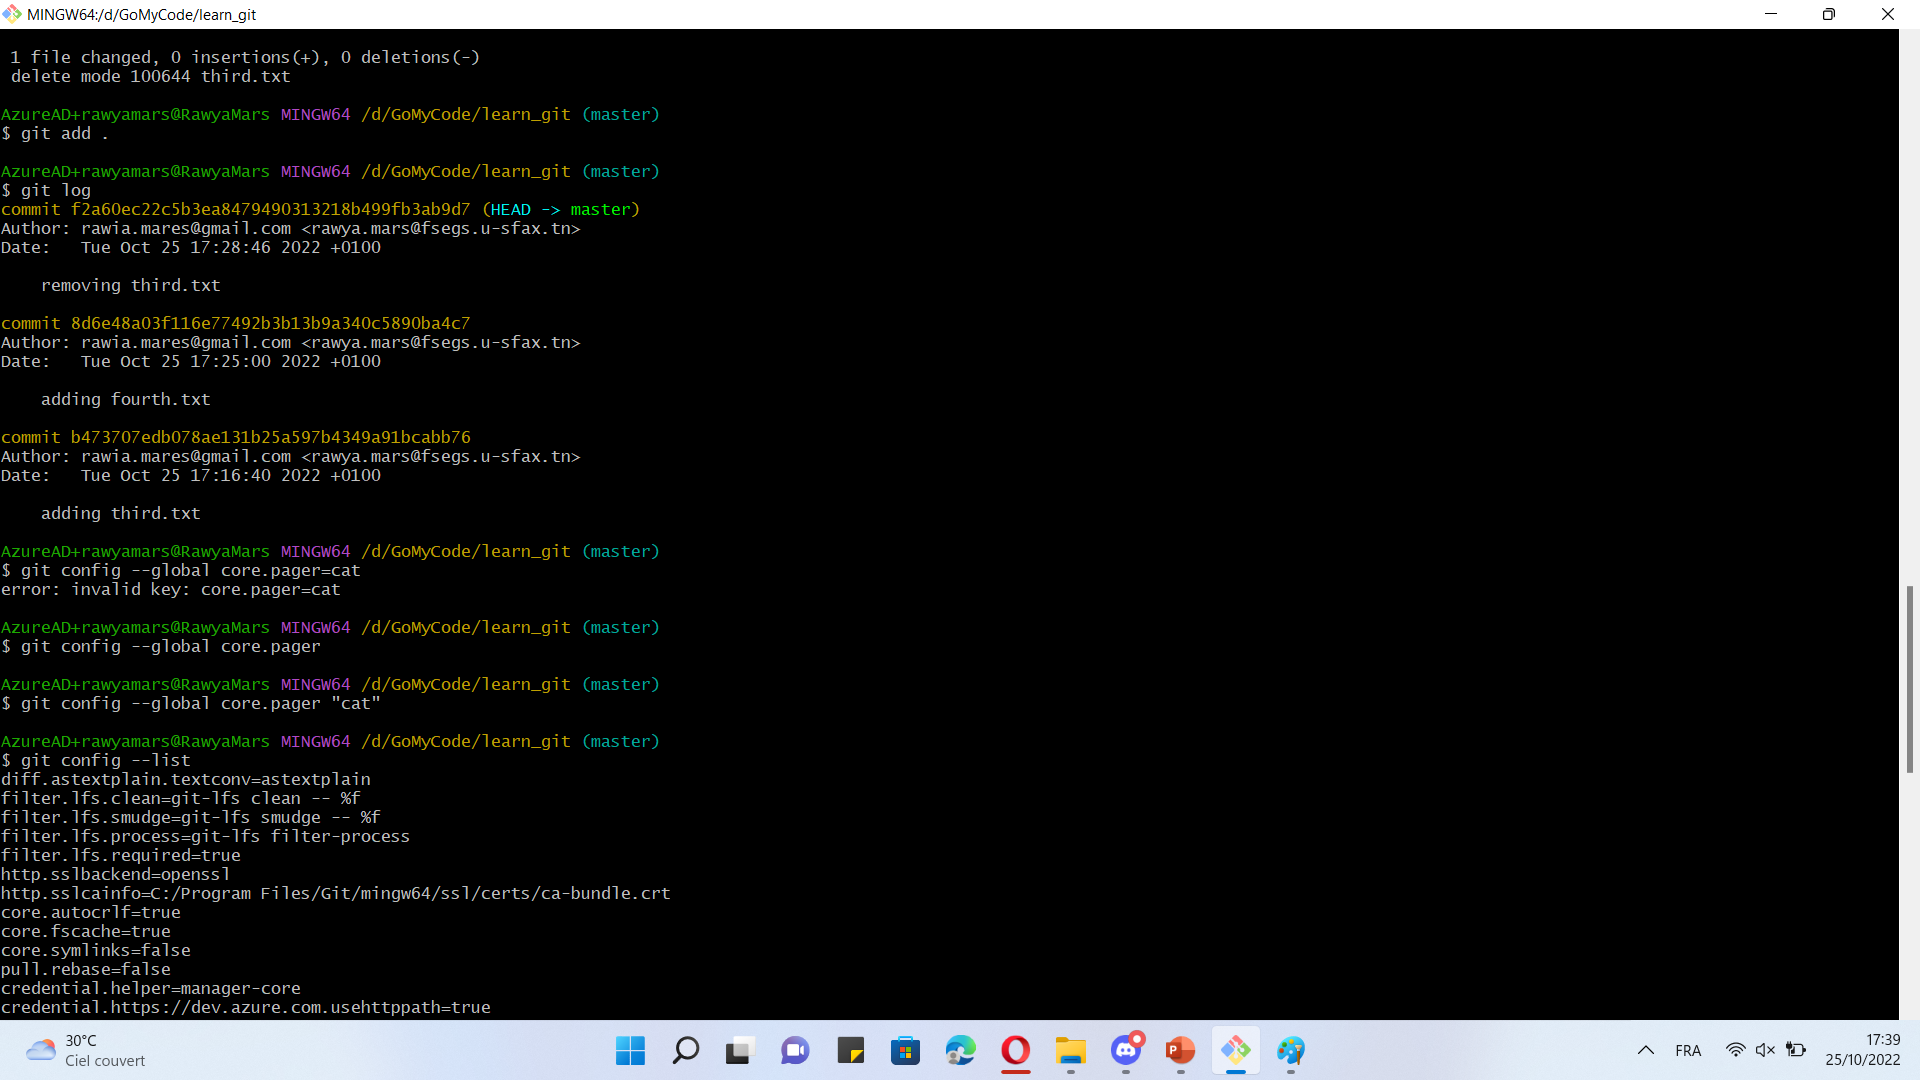 MINGW64:/d/GoMyCode/learn_git
 1 file changed, 0 insertions(+), 0 deletions(-)
 delete mode 100644 third.txt
AzureAD+rawyamars@RawyaMars MINGW64 /d/GoMyCode/learn_git (master)
$ git add .
AzureAD+rawyamars@RawyaMars MINGW64 /d/GoMyCode/learn_git (master)
$ git log
commit f2a60ec22c5b3ea8479490313218b499fb3ab9d7 (HEAD -> master)
Author: rawia.mares@gmail.com <rawya.mars@fsegs.u-sfax.tn>
Date:   Tue Oct 25 17:28:46 2022 +0100
    removing third.txt
commit 8d6e48a03f116e77492b3b13b9a340c5890ba4c7
Author: rawia.mares@gmail.com <rawya.mars@fsegs.u-sfax.tn>
Date:   Tue Oct 25 17:25:00 2022 +0100
    adding fourth.txt
commit b473707edb078ae131b25a597b4349a91bcabb76
Author: rawia.mares@gmail.com <rawya.mars@fsegs.u-sfax.tn>
Date:   Tue Oct 25 17:16:40 2022 +0100
    adding third.txt
AzureAD+rawyamars@RawyaMars MINGW64 /d/GoMyCode/learn_git (master)
$ git config --global core.pager=cat
error: invalid key: core.pager=cat
AzureAD+rawyamars@RawyaMars MINGW64 /d/GoMyCode/learn_git (master)
$ git config --global core.pager
AzureAD+rawyamars@RawyaMars MINGW64 /d/GoMyCode/learn_git (master)
$ git config --global core.pager "cat"
AzureAD+rawyamars@RawyaMars MINGW64 /d/GoMyCode/learn_git (master)
$ git config --list
diff.astextplain.textconv=astextplain
filter.lfs.clean=git-lfs clean -- %f
filter.lfs.smudge=git-lfs smudge -- %f
filter.lfs.process=git-lfs filter-process
filter.lfs.required=true
http.sslbackend=openssl
http.sslcainfo=C:/Program Files/Git/mingw64/ssl/certs/ca-bundle.crt
core.autocrlf=true
core.fscache=true
core.symlinks=false
pull.rebase=false
credential.helper=manager-core
credential.https://dev.azure.com.usehttppath=true
30°C
Ciel couvert
P
FRA
17:39
25/10/2022